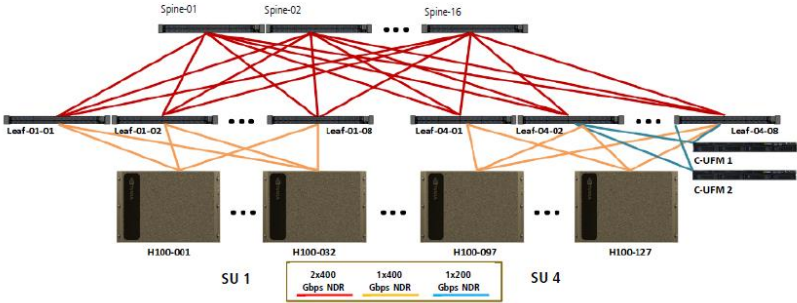 Spine-01
Spine-02
Spine-16
Leaf-01-01
Leaf-01-02
Leaf-01-08
Leaf-04-01
Leaf-04-02
Leaf-04-08
C-UFM 1
C-UFM 2
H100-001
H100-032
H100-097
H100-127
SU 1
2x400
Gbps NDR
1x400
Gbps NDR
1x200
Gbps NDR
SU 4